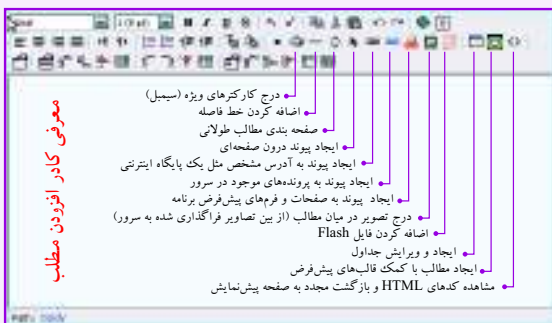 درج کارکترهای ویژه (سیمبل)
اضافه کردن خط فاصله
صفحه بندی مطالب طولانی
ایجاد پیوند درون صفحه‌ای
ایجاد پیوند به آدرس مشخص مثل یک پایگاه اینترنتی
ایجاد پیوند به پرونده‌های موجود در سرور
ایجاد پیوند به صفحات و فرم‌های پیش‌فرض برنامه
درج تصویر در میان مطالب (از بین تصاویر فراگذاری شده به سرور)
اضافه کردن فایل Flash
ایجاد و ویرایش جداول
ایجاد مطالب با کمک قالب‌های پیش‌فرض
مشاهده کدهای HTML و بازگشت مجدد به صفحه پیش‌نمایش
معرفی کادر افزودن مطلب
Path: body